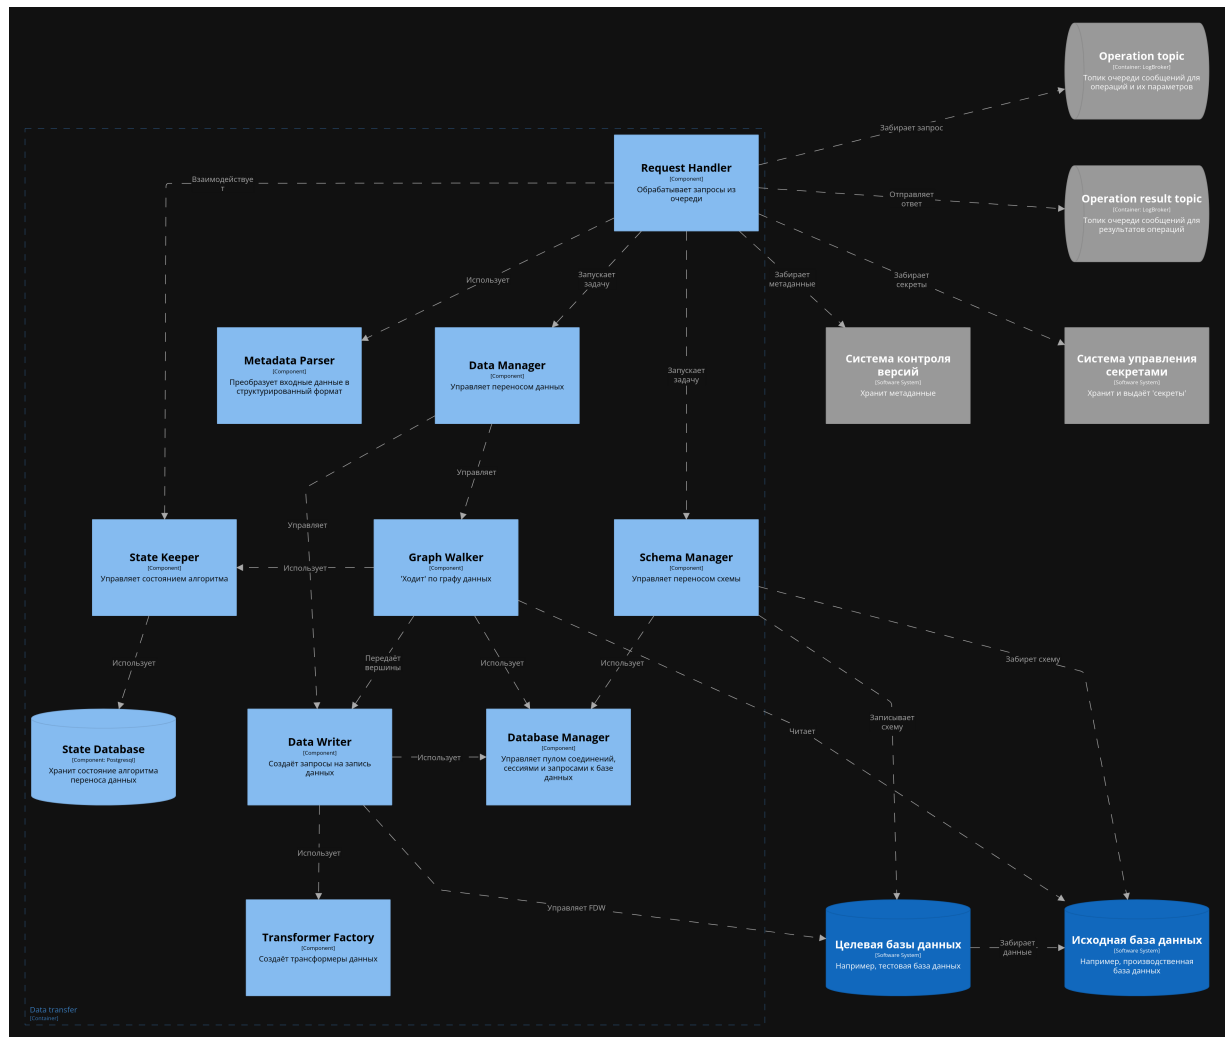 Operation topic
[Container: LogBroker]
Топик очереди сообщений для
операций и их параметров
Забирает запрос
Request Handler
[Component]
Обрабатывает запросы из
очереди
Взаимодействуе
т
Отправляет
ответ
Operation result topic
[Container: LogBroker]
Топик очереди сообщений для
результатов операций
Использует
Запускает
задачу
Забирает
метаданные
Забирает
секреты
Metadata Parser
[Component]
Преобразует входные данные в
структурированный формат
Data Manager
[Component]
Управляет переносом данных
Запускает
задачу
Система контроля
версий
[Software System]
Хранит метаданные
Система управления
секретами
[Software System]
Хранит и выдаёт 'секреты'
Управляет
Управляет
State Keeper
[Component]
Управляет состоянием алгоритма
Использует
Graph Walker
[Component]
'Ходит' по графу данных
Schema Manager
[Component]
Управляет переносом схемы
Использует
Передаёт
вершины
Использует
Использует
Забирет схему
Записывает
схему
Читает
State Database
[Component: Postgresql]
Хранит состояние алгоритма
переноса данных
Data Writer
[Component]
Создаёт запросы на запись
данных
Использует
Database Manager
[Component]
Управляет пулом соединений,
сессиями и запросами к базе
данных
Использует
Управляет FDW
Transformer Factory
[Component]
Создаёт трансформеры данных
Целевая базы данных
[Software System]
Например, тестовая база данных
Забирает
данные
Исходная база данных
[Software System]
Например, производственная
база данных
Data transfer
[Container]